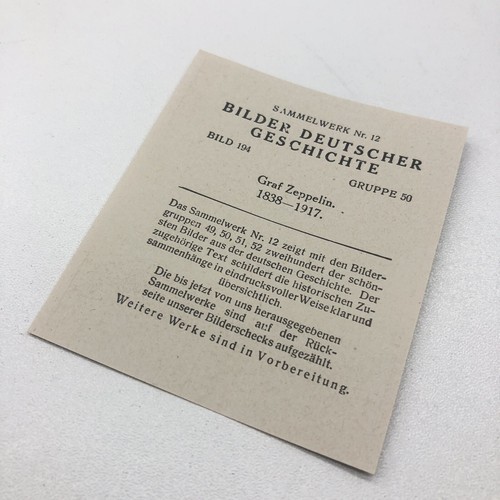 SAMMELWERK Nr. 12
BILDER DEUTSCHER
GESCHICHTE
BILD 194 GRUPPE 50
Graf Zeppelin.
1838—1917.
Das Sammelwerk Nr. 12 zeigt mit den Bilder-
gruppen 49, 50, 51, 52 zweihundert der schön-
sten Bilder aus der deutschen Geschichte. Der
zugehörige Text schildert die historischen Zu-
sammenhänge in eindrucksvoller Weise klar und
übersichtlich.
Die bis jetzt von uns herausgegebenen
Sammelwerke sind auf der Rück-
seite unserer Bilderschecks aufgezählt.
Weitere Werke sind in Vorbereitung.